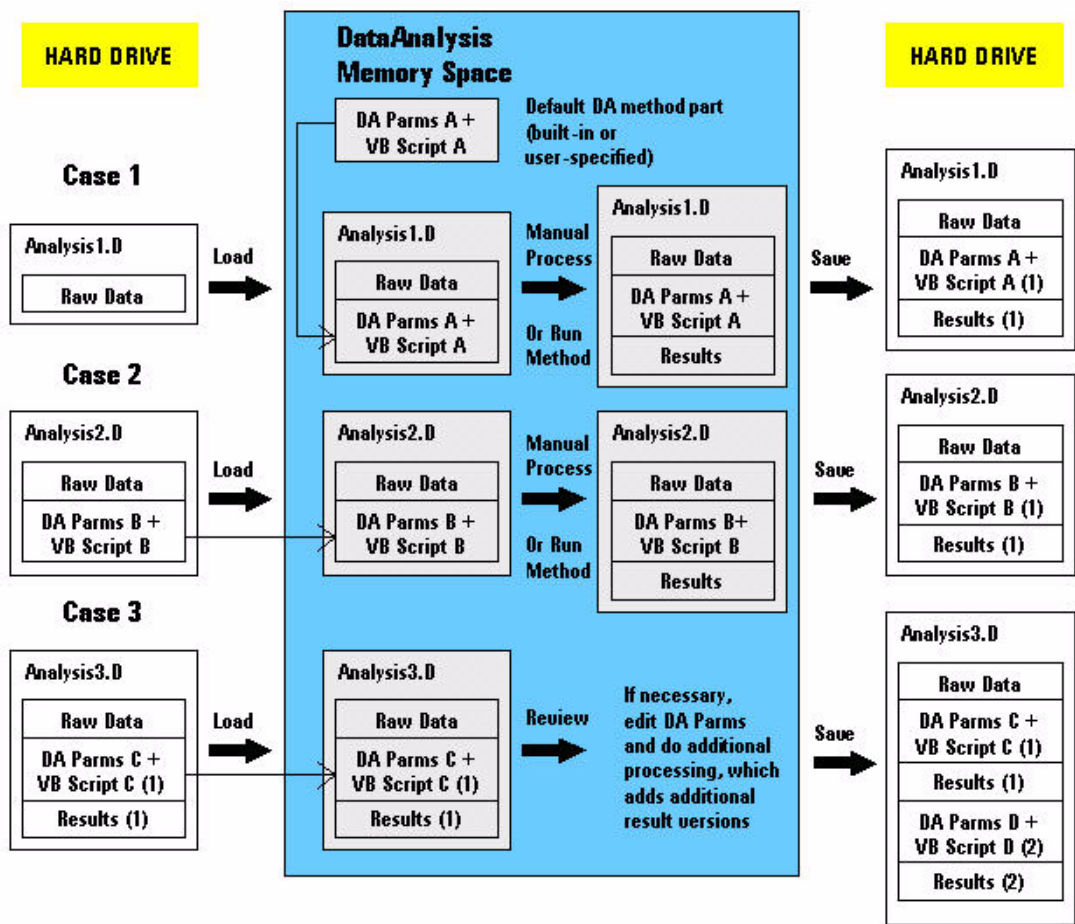 HARD DRIVE
DataAnalysis
Memory Space
HARD DRIVE
DA Parms A +
VB Script A
Default DA method part
(built-in or
user-specified)
Case 1
Analysis1.D
Raw Data
Load
Analysis1.D
Raw Data
DA Parms A +
VB Script A
Manual
Process
Or Run
Method
Analysis1.D
Raw Data
DA Parms A +
VB Script A
Results
Save
Analysis1.D
Raw Data
DA Parms A +
VB Script A (1)
Results (1)
Case 2
Analysis2.D
Raw Data
DA Parms B +
VB Script B
Load
Analysis2.D
Raw Data
DA Parms B +
VB Script B
Manual
Process
Or Run
Method
Analysis2.D
Raw Data
DA Parms B+
VB Script B
Results
Save
Analysis2.D
Raw Data
DA Parms B +
VB Script B (1)
Results (1)
Case 3
Analysis3.D
Raw Data
DA Parms C +
VB Script C (1)
Results (1)
Load
Analysis3.D
Raw Data
DA Parms C +
VB Script C (1)
Results (1)
Review
If necessary,
edit DA Parms
and do additional
processing, which
adds additional
result versions
Save
Analysis3.D
Raw Data
DA Parms C +
VB Script C (1)
Results (1)
DA Parms D +
VB Script D (2)
Results (2)